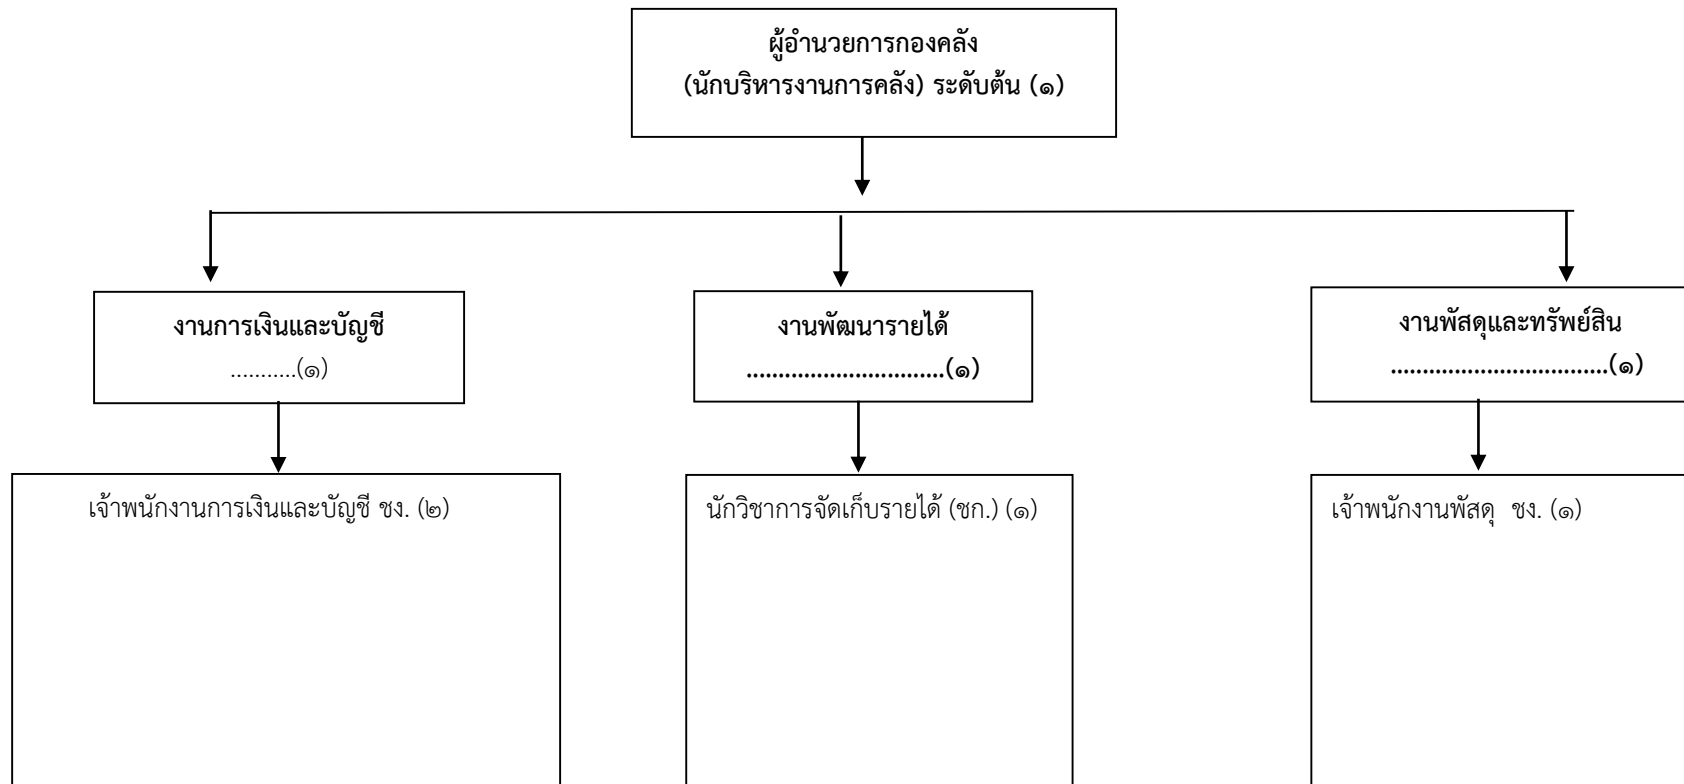 ผู้อำนวยการกองคลัง
(นักบริหารงานการคลัง) ระดับต้น (๑)
งานการเงินและบัญชี
...........(๑)
งานพัฒนารายได้
...............................(๑)
งานพัสดุและทรัพย์สิน
..................................(๑)
เจ้าพนักงานการเงินและบัญชี ชง. (๒)
นักวิชาการจัดเก็บรายได้ (ชก.) (๑)
เจ้าพนักงานพัสดุ ชง. (๑)